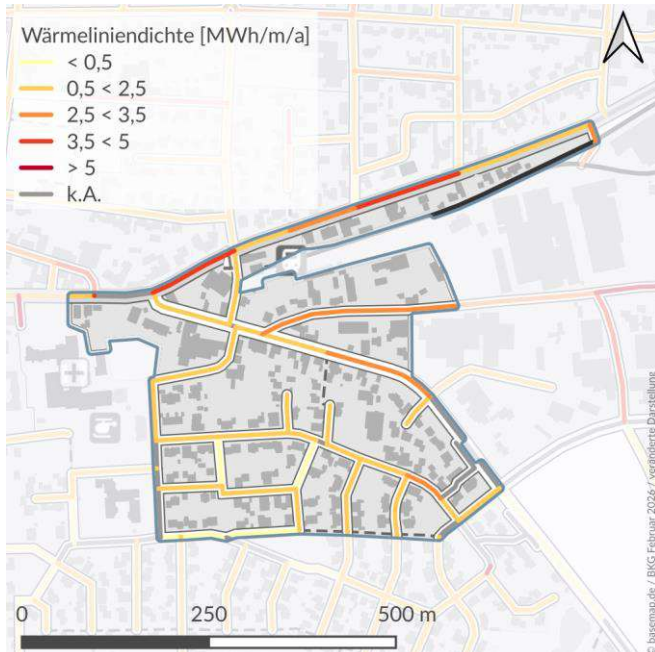 Wärmeliniendichte [MWh/m/a]
< 0,5
0,5 < 2,5
2,5 < 3,5
3,5 < 5
> 5
k.A.
0 250 500 m
© basemap.de / BKG Februar 2026 / veränderte Darstellung